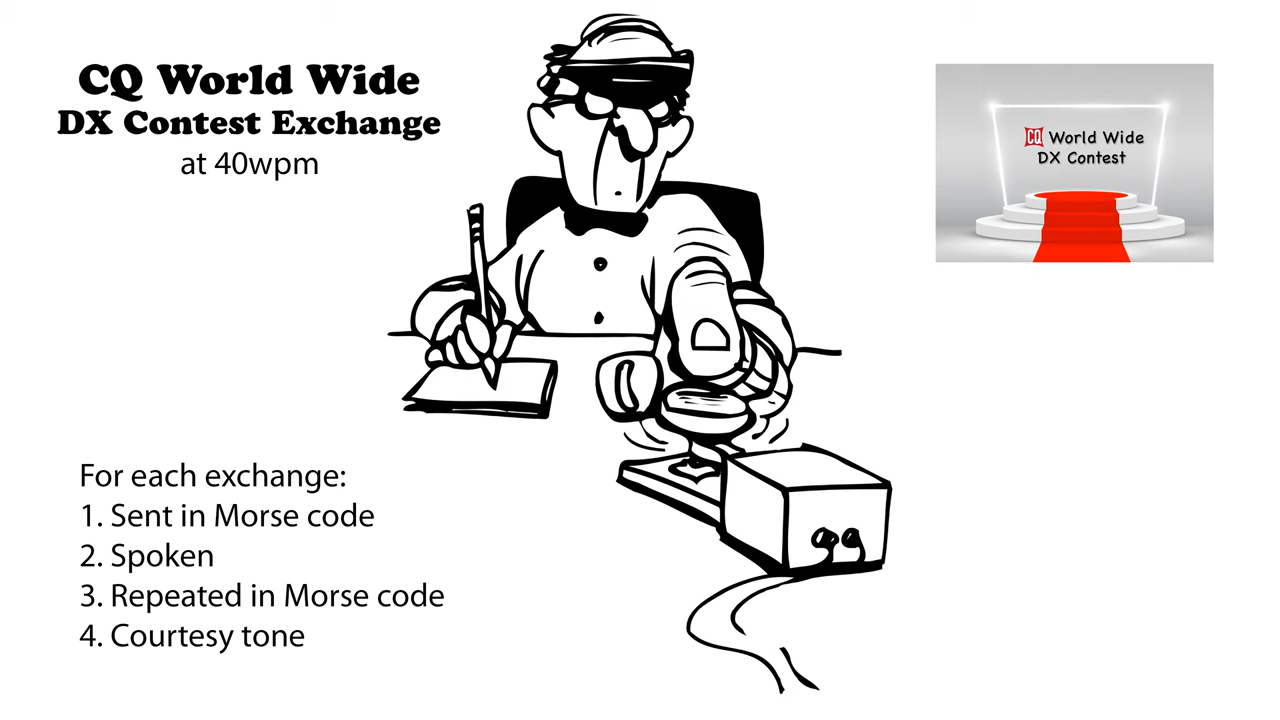 CQ World Wide
DX Contest Exchange
at 40wpm
CQ World Wide
DX Contest
For each exchange:
1. Sent in Morse code
2. Spoken
3. Repeated in Morse code
4. Courtesy tone